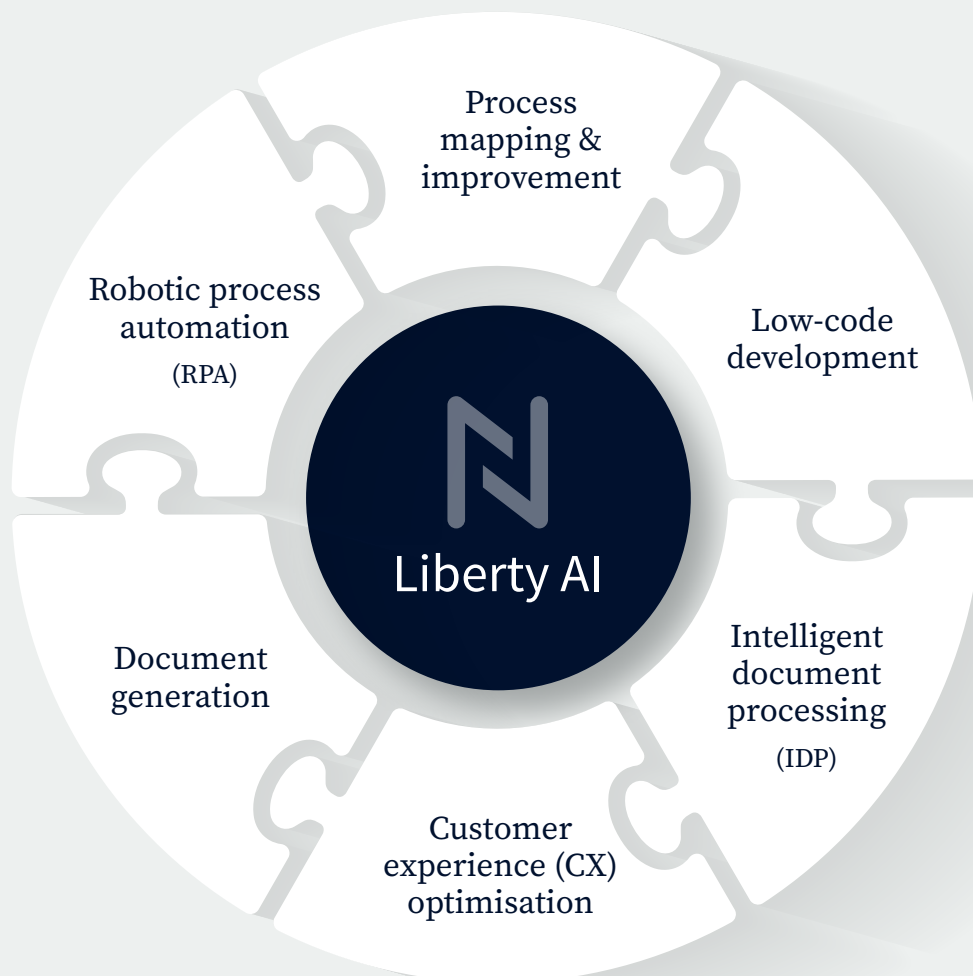 Process
mapping &
improvement
Low-code
development
Intelligent
document
processing
(IDP)
Customer
experience (CX)
optimisation
Document
generation
Robotic process
automation
(RPA)
Liberty AI